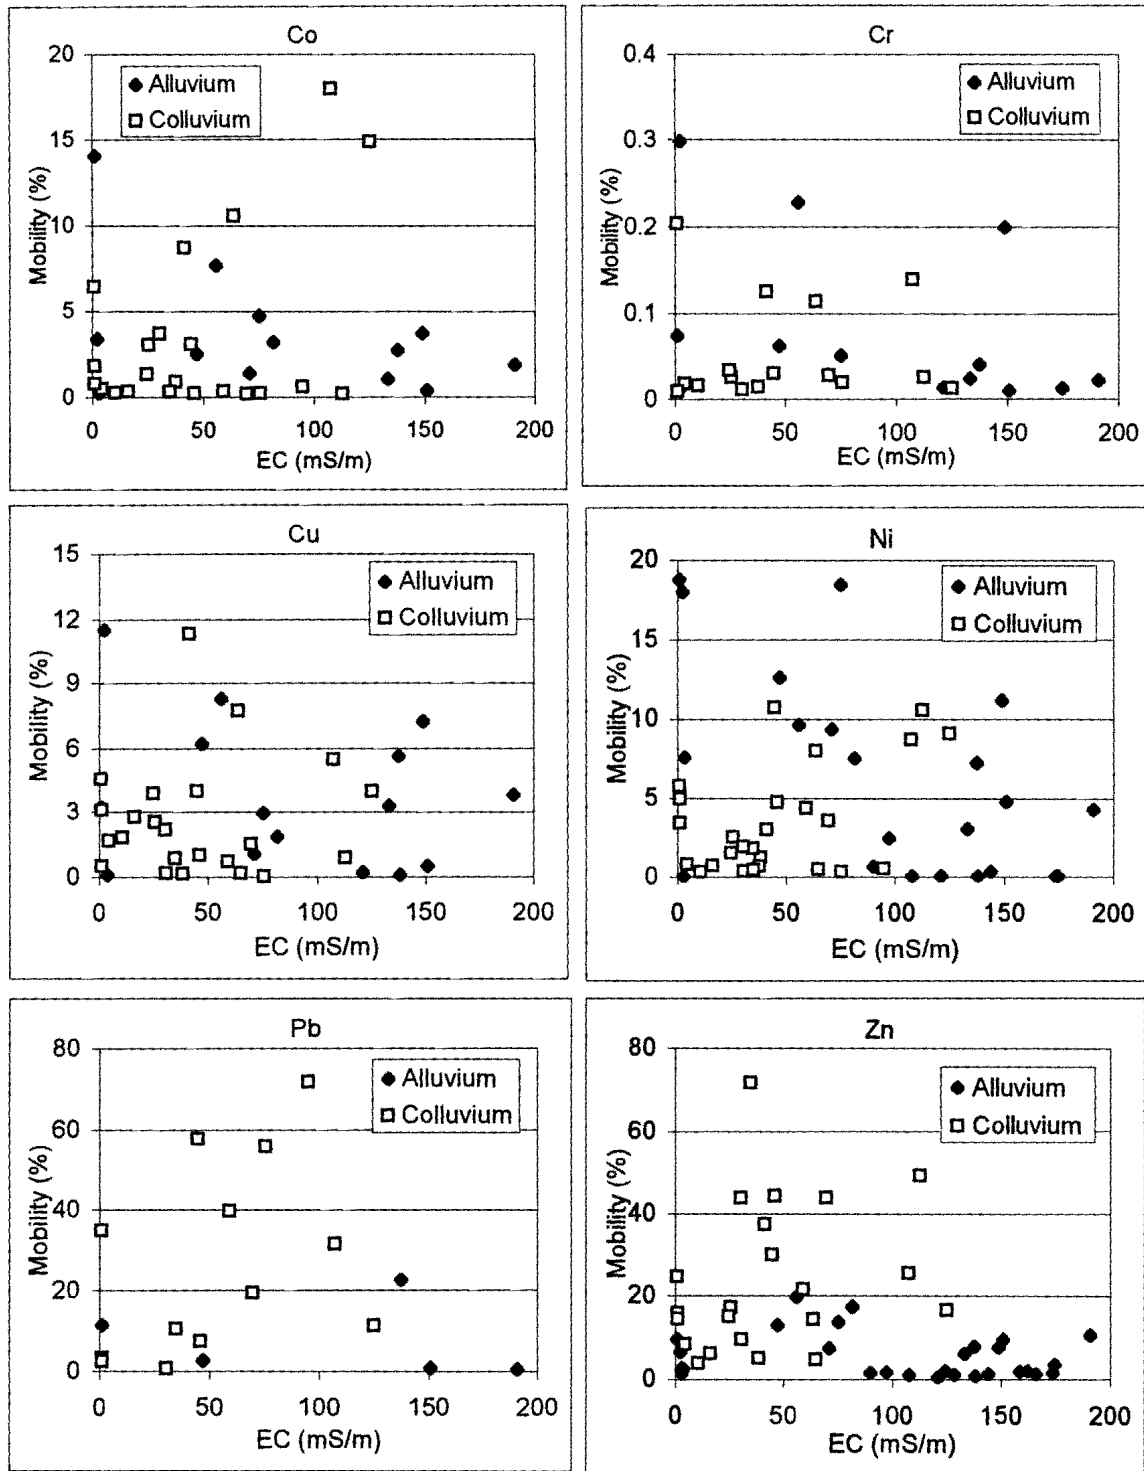 Co
20
15
10
5
0
Mobility (%)
Alluvium
Colluvium
0 50 100 150 200
EC (mS/m)
Cr
0.4
0.3
0.2
0.1
0
Mobility (%)
Alluvium
Colluvium
0 50 100 150 200
EC (mS/m)
Cu
15
12
9
6
3
0
Mobility (%)
Alluvium
Colluvium
0 50 100 150 200
EC (mS/m)
Ni
20
15
10
5
0
Mobility (%)
Alluvium
Colluvium
0 50 100 150 200
EC (mS/m)
Pb
80
60
40
20
0
Mobility (%)
Alluvium
Colluvium
0 50 100 150 200
EC (mS/m)
Zn
80
60
40
20
0
Mobility (%)
Alluvium
Colluvium
0 50 100 150 200
EC (mS/m)